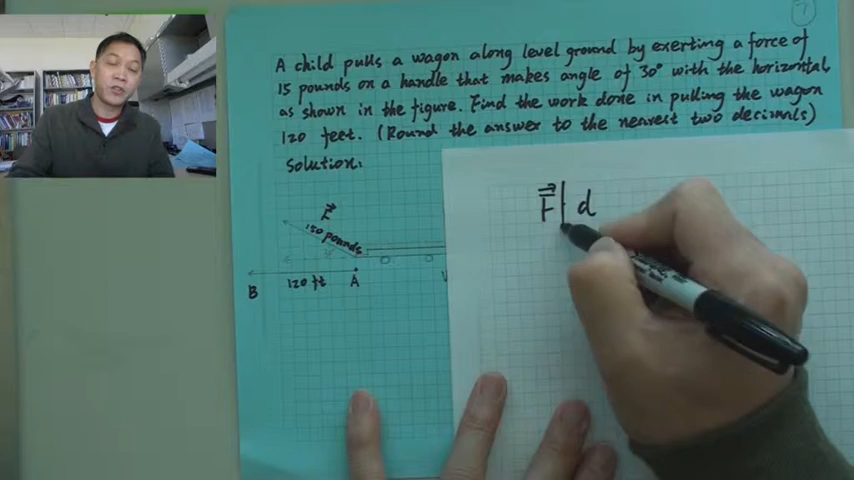 7
A child pulls a wagon along level ground by exerting a force of
15 pounds on a handle that makes angle of 30° with the horizontal
as shown in the figure. Find the work done in pulling the wagon
120 feet. (Round the answer to the nearest two decimals.)
Solution:
F | d
F
150 pounds
B 120 ft A